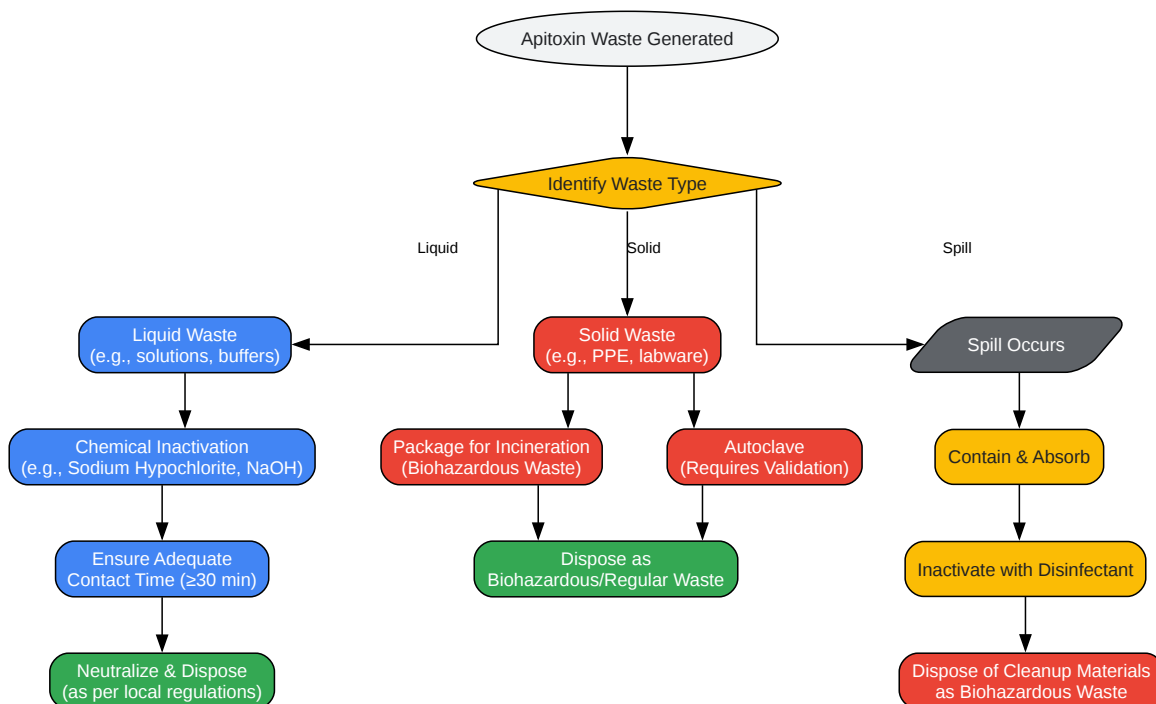 Apitoxin Waste Generated
Identify Waste Type
Liquid
Solid
Spill
Liquid Waste
(e.g., solutions, buffers)
Solid Waste
(e.g., PPE, labware)
Spill Occurs
Chemical Inactivation
(e.g., Sodium Hypochlorite, NaOH)
Package for Incineration
(Biohazardous Waste)
Autoclave
(Requires Validation)
Contain & Absorb
Ensure Adequate
Contact Time (≥30 min)
Dispose as
Biohazardous/Regular Waste
Inactivate with Disinfectant
Neutralize & Dispose
(as per local regulations)
Dispose of Cleanup Materials
as Biohazardous Waste